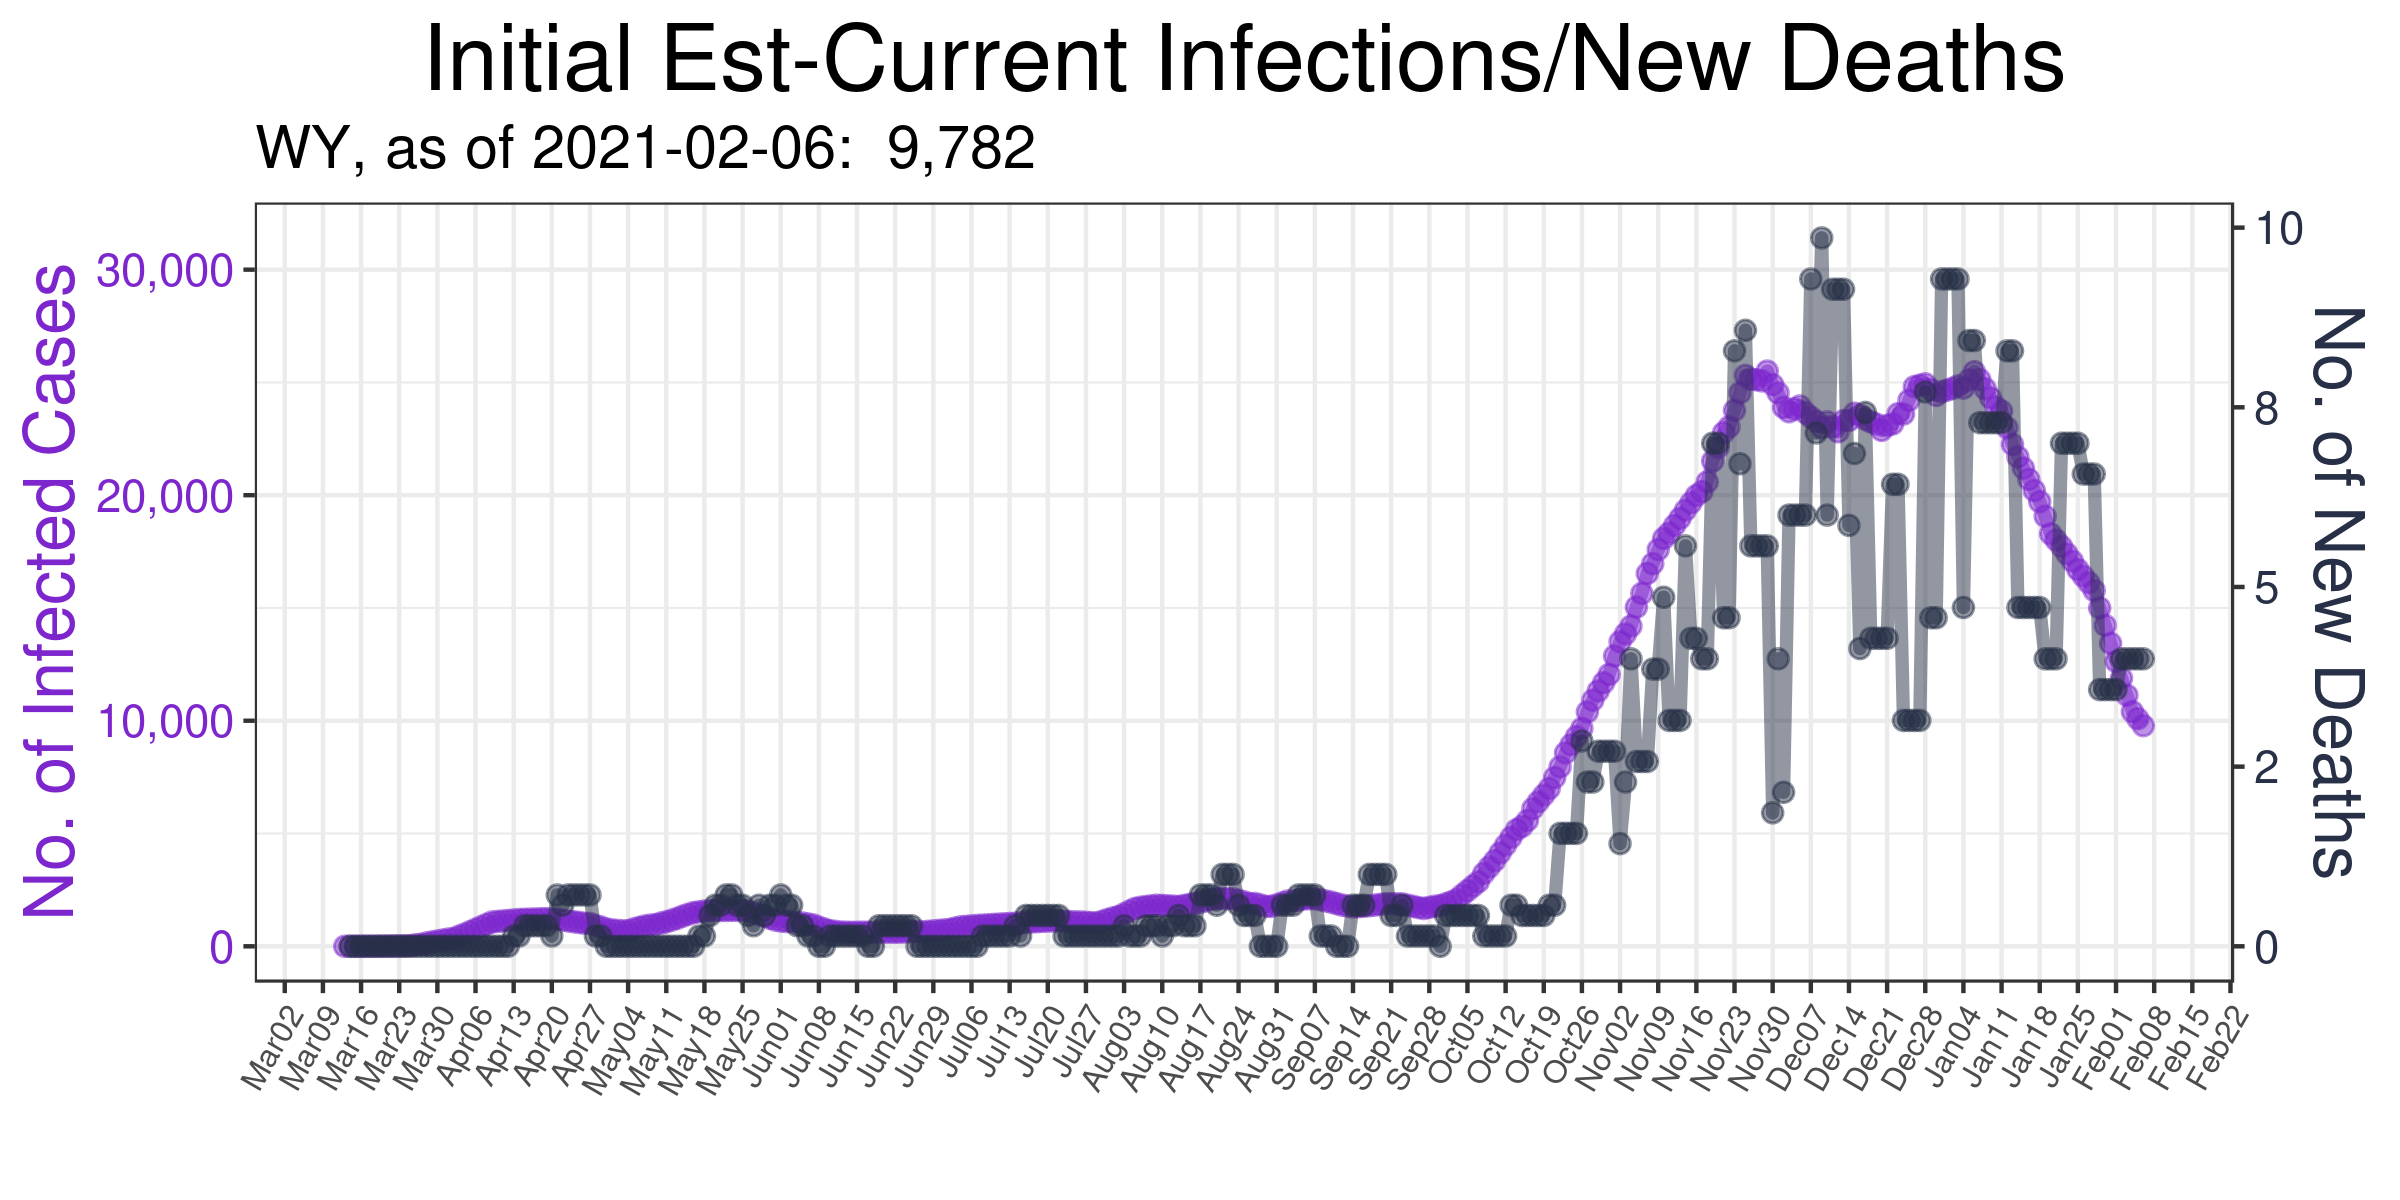 Initial Est-Current Infections/New Deaths
WY, as of 2021-02-06: 9,782
No. of Infected Cases
30,000
20,000
10,000
0
10
8
5
2
0
No. of New Deaths
Mar02
Mar09
Mar16
Mar23
Mar30
Apr06
Apr13
Apr20
Apr27
May04
May11
May18
May25
Jun01
Jun08
Jun15
Jun22
Jun29
Jul06
Jul13
Jul20
Jul27
Aug03
Aug10
Aug17
Aug24
Aug31
Sep07
Sep14
Sep21
Sep28
Oct05
Oct12
Oct19
Oct26
Nov02
Nov09
Nov16
Nov23
Nov30
Dec07
Dec14
Dec21
Dec28
Jan04
Jan11
Jan18
Jan25
Feb01
Feb08
Feb15
Feb22